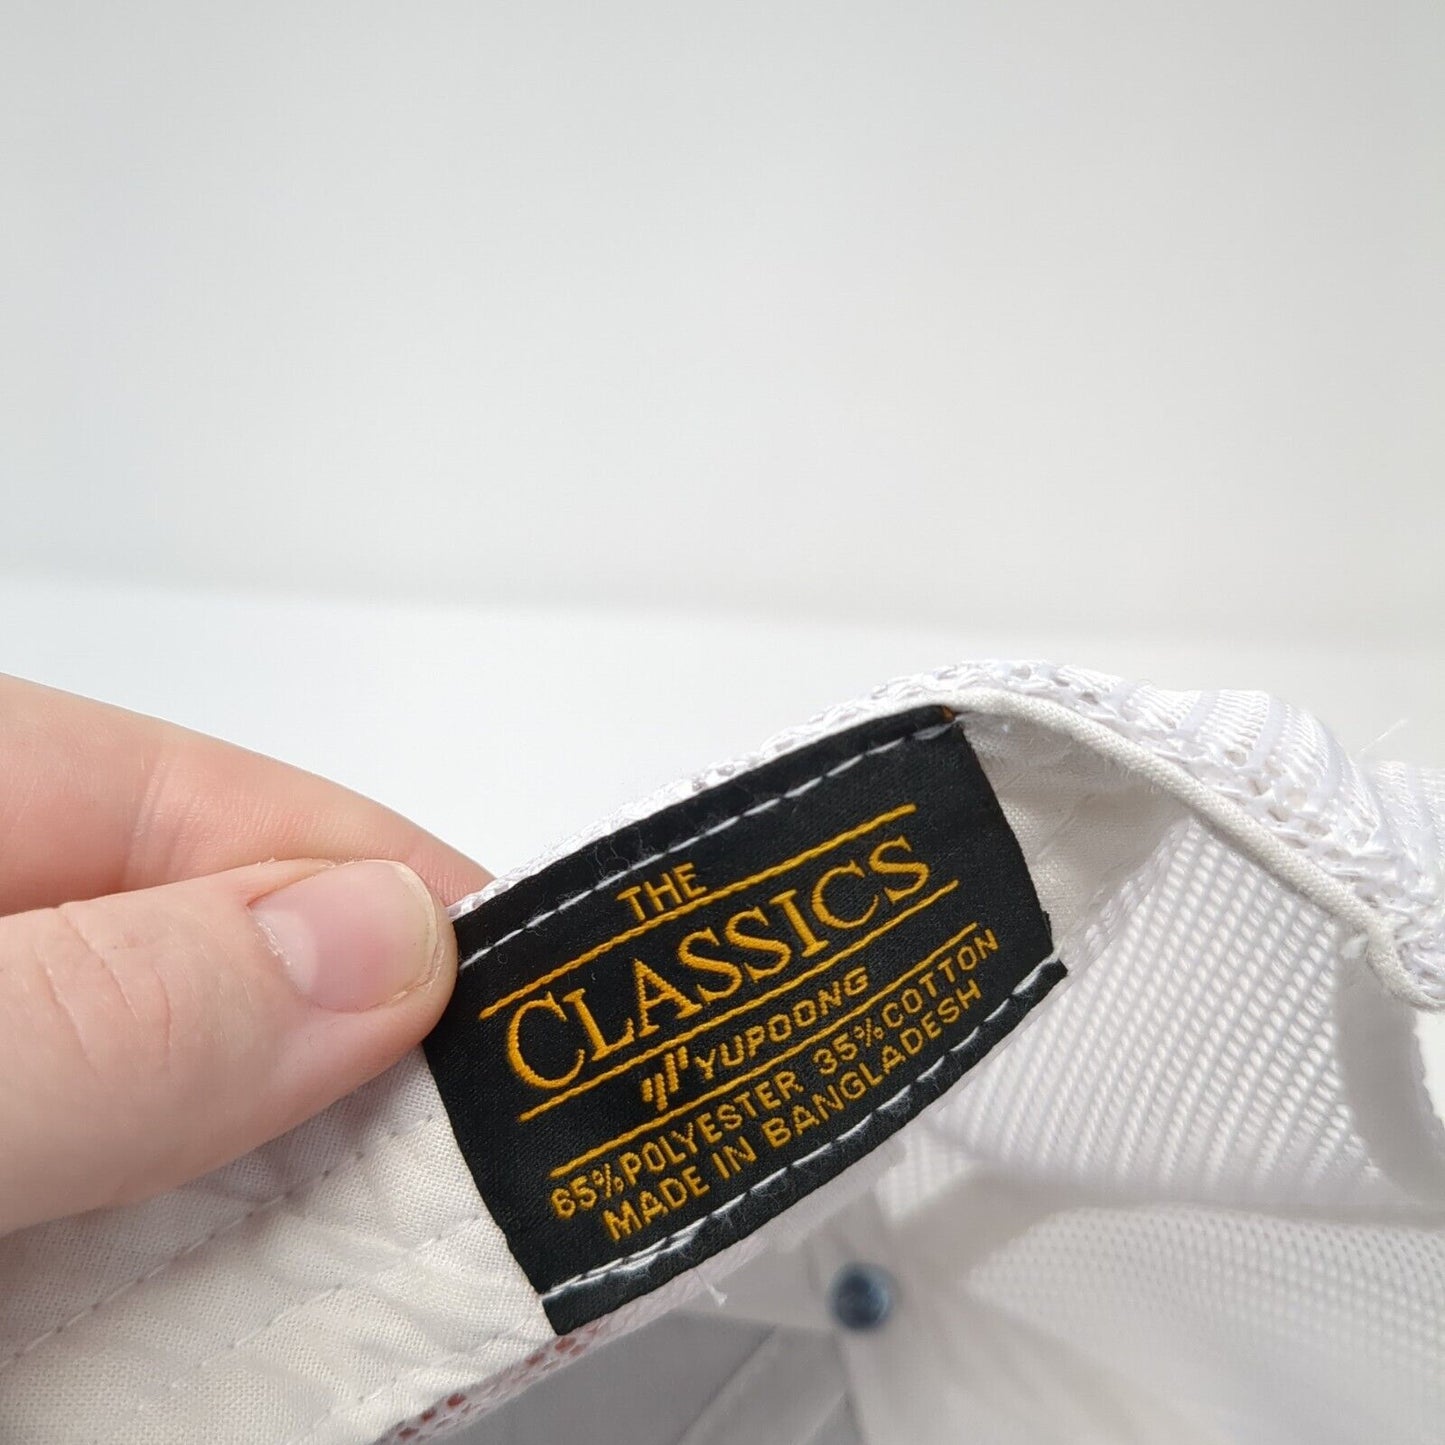 THE
CLASSICS
YUPOONG
65%POLYESTER 35%COTTON
MADE IN BANGLADESH